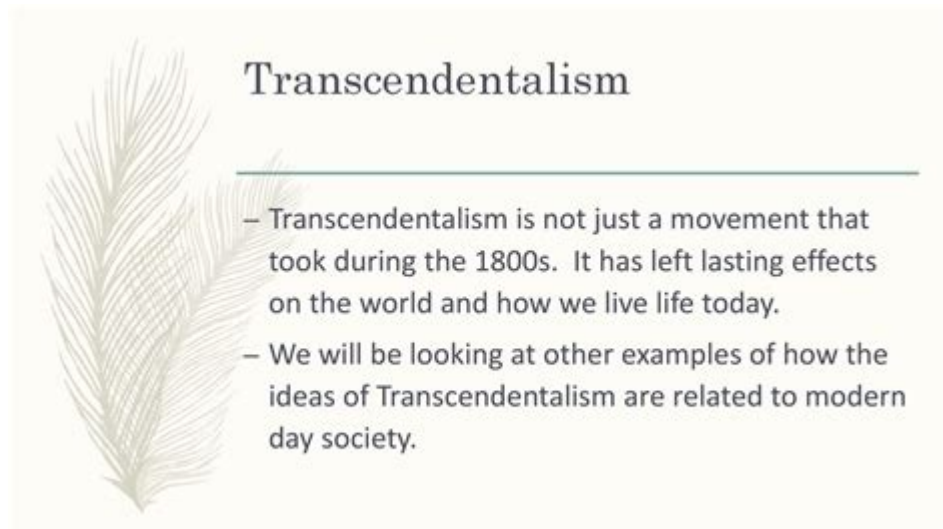 Transcendentalism
– Transcendentalism is not just a movement that
took during the 1800s.  It has left lasting effects
on the world and how we live life today.
– We will be looking at other examples of how the
ideas of Transcendentalism are related to modern
day society.